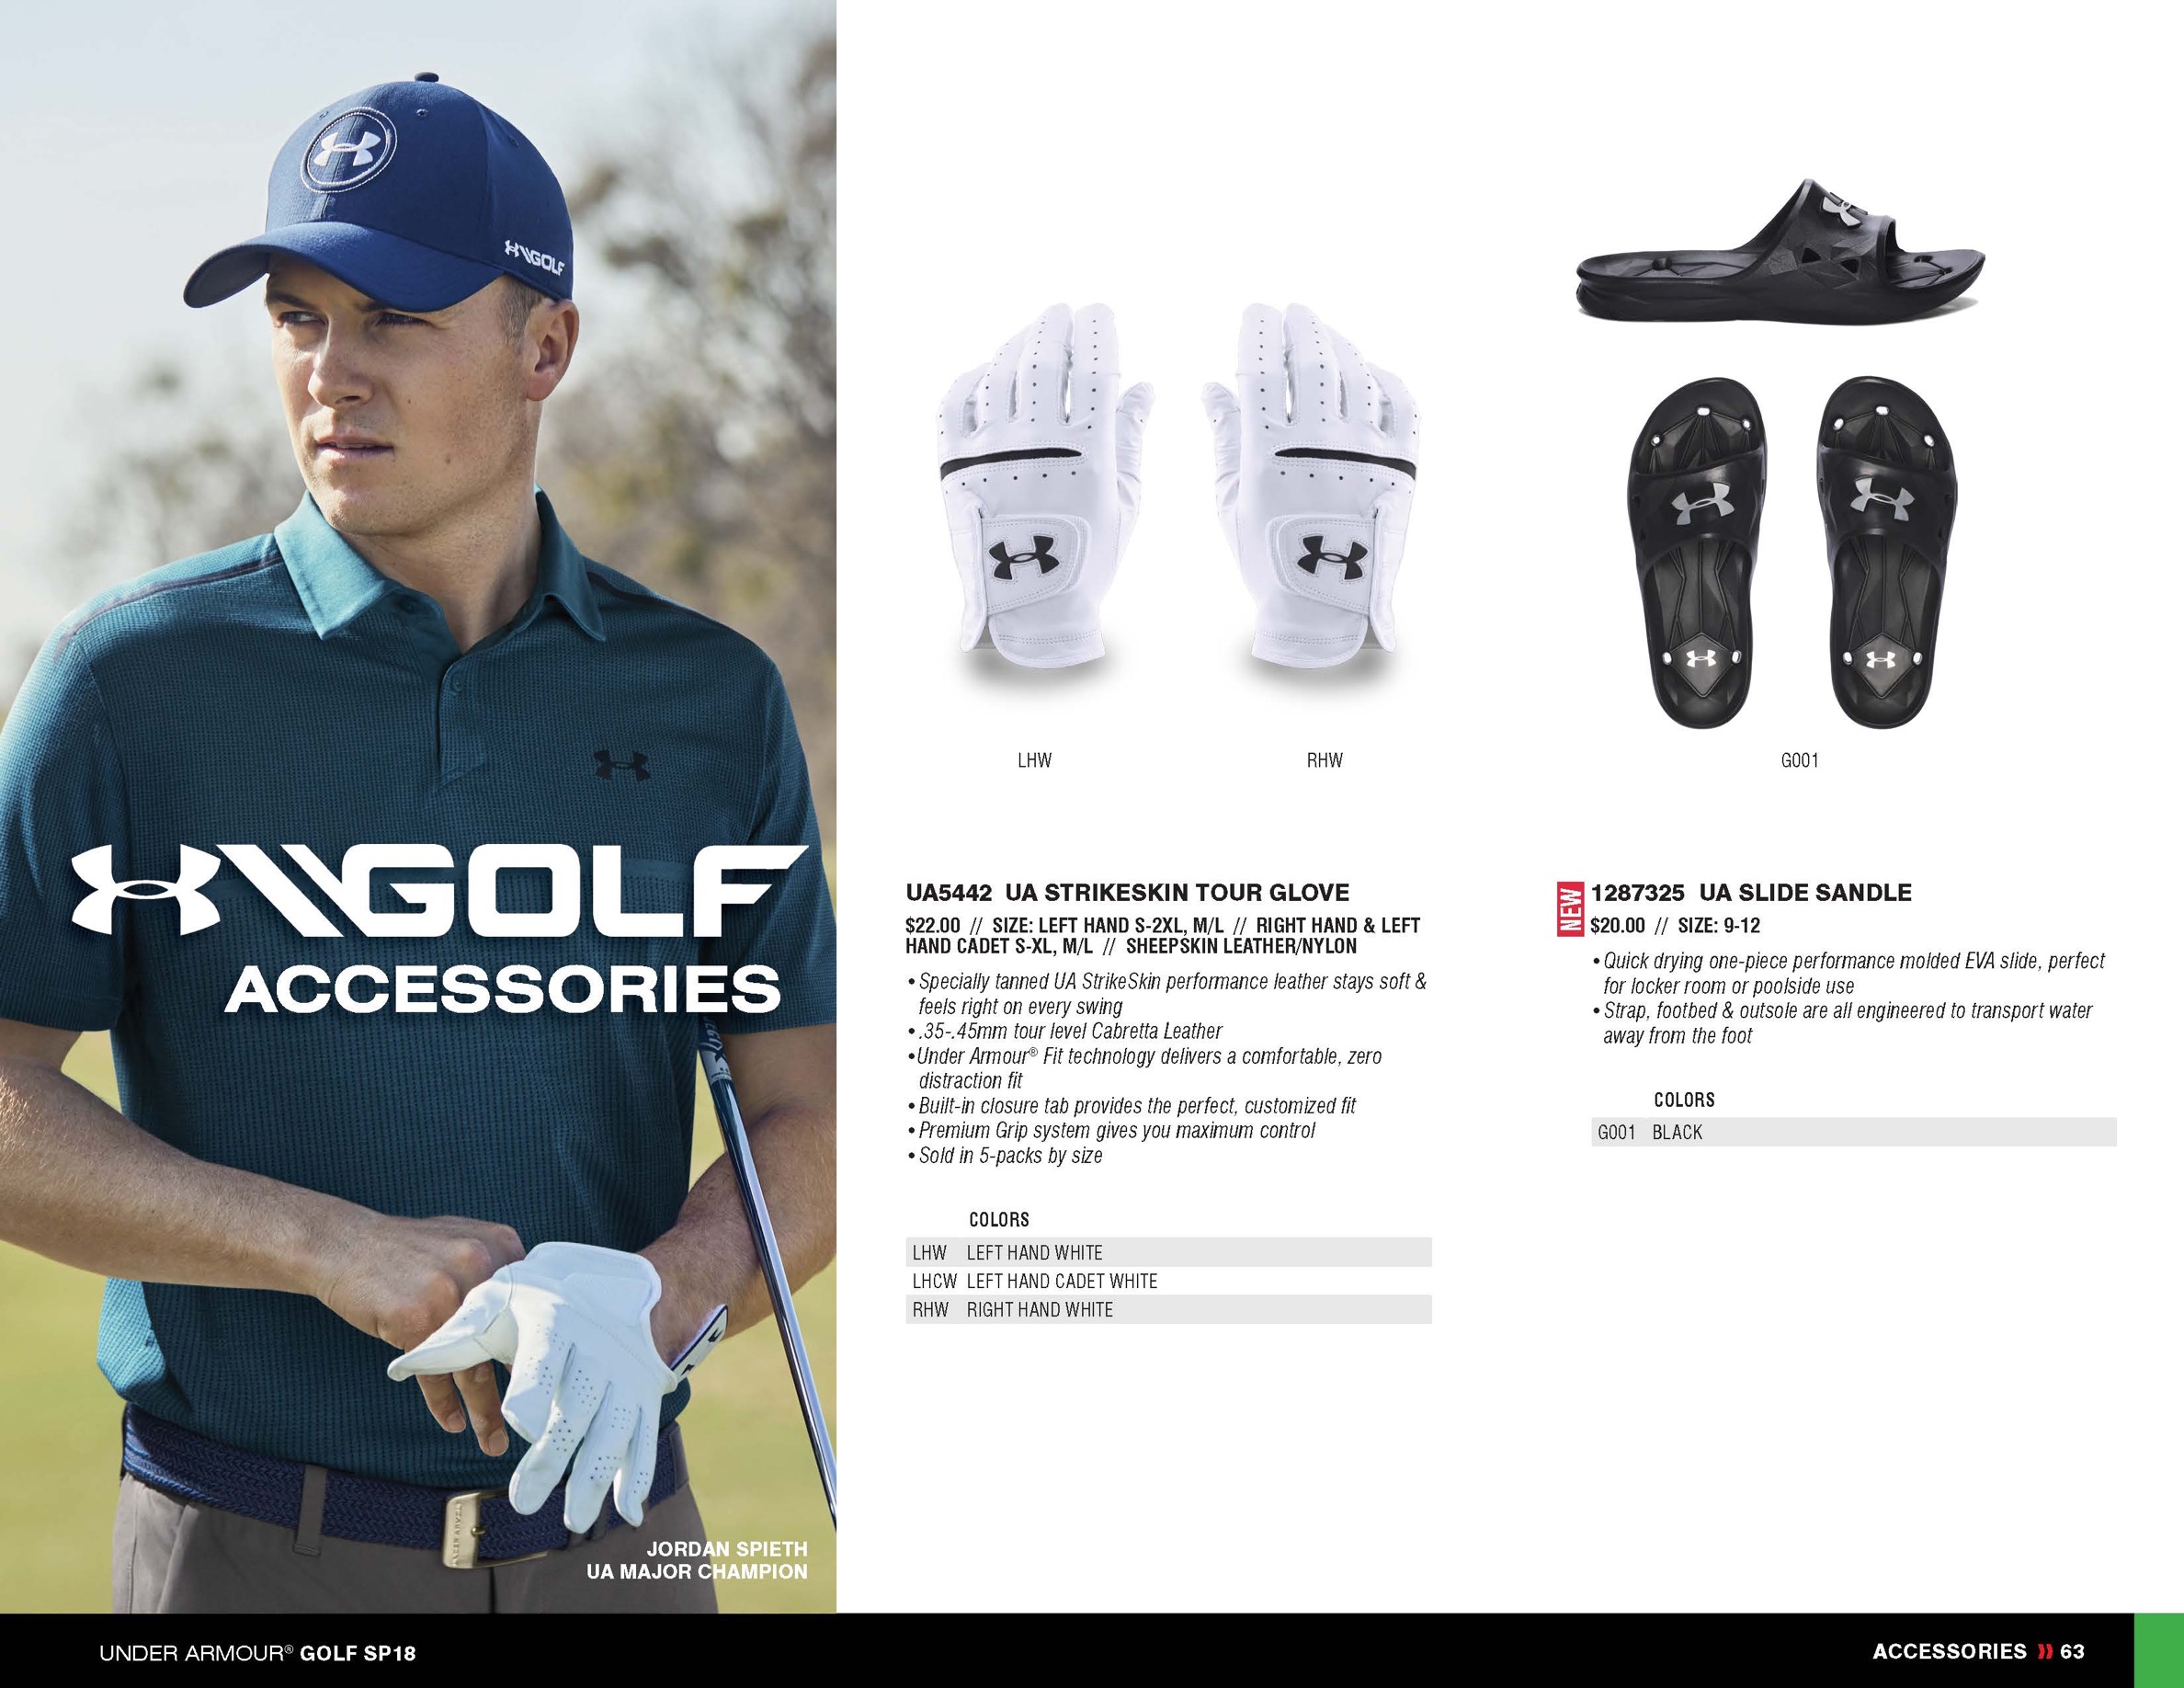 GOLF
GOLF
ACCESSORIES
JORDAN SPIETH
UA MAJOR CHAMPION
LHW
RHW
G001
UA5442 UA STRIKESKIN TOUR GLOVE
$22.00 // SIZE: LEFT HAND S-2XL, M/L // RIGHT HAND & LEFT
HAND CADET S-XL, M/L // SHEEPSKIN LEATHER/NYLON
• Specially tanned UA StrikeSkin performance leather stays soft &
feels right on every swing
• .35-.45mm tour level Cabretta Leather
• Under Armour® Fit technology delivers a comfortable, zero
distraction fit
• Built-in closure tab provides the perfect, customized fit
• Premium Grip system gives you maximum control
• Sold in 5-packs by size
COLORS
LHW LEFT HAND WHITE
LHCW LEFT HAND CADET WHITE
RHW RIGHT HAND WHITE
NEW
1287325 UA SLIDE SANDLE
$20.00 // SIZE: 9-12
• Quick drying one-piece performance molded EVA slide, perfect
for locker room or poolside use
• Strap, footbed & outsole are all engineered to transport water
away from the foot
COLORS
G001 BLACK
UNDER ARMOUR® GOLF SP18
ACCESSORIES 63